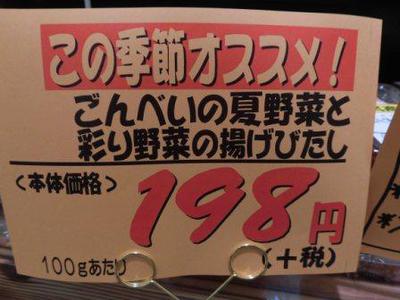 この季節オススメ！
ごんべいの夏野菜と
彩り野菜の揚げびたし
（本体価格）
198円
100gあたり
（＋税）